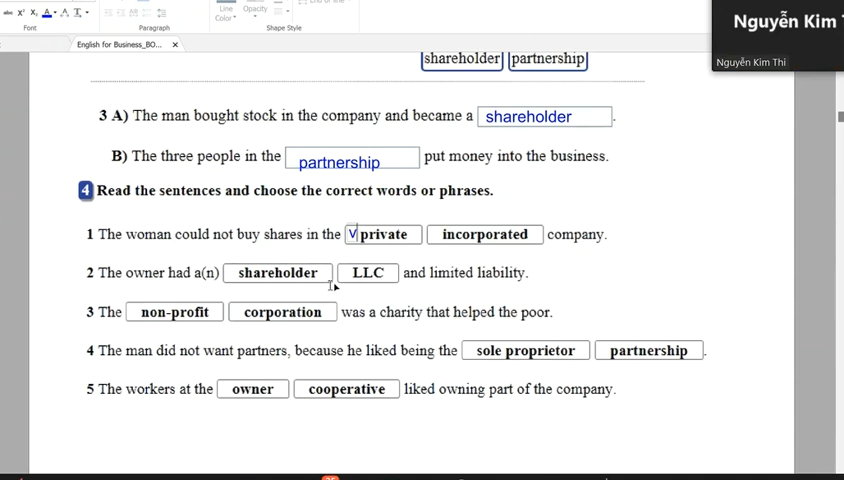 Font
Paragraph
Line
Color
Opacity
Shape Style
English for Business_BO...
Nguyễn Kim
Nguyễn Kim Thi
shareholder partnership
3 A) The man bought stock in the company and became a shareholder.
B) The three people in the partnership put money into the business.
4 Read the sentences and choose the correct words or phrases.
1 The woman could not buy shares in the v private incorporated company.
2 The owner had a(n) shareholder LLC and limited liability.
3 The non-profit corporation was a charity that helped the poor.
4 The man did not want partners, because he liked being the sole proprietor partnership.
5 The workers at the owner cooperative liked owning part of the company.